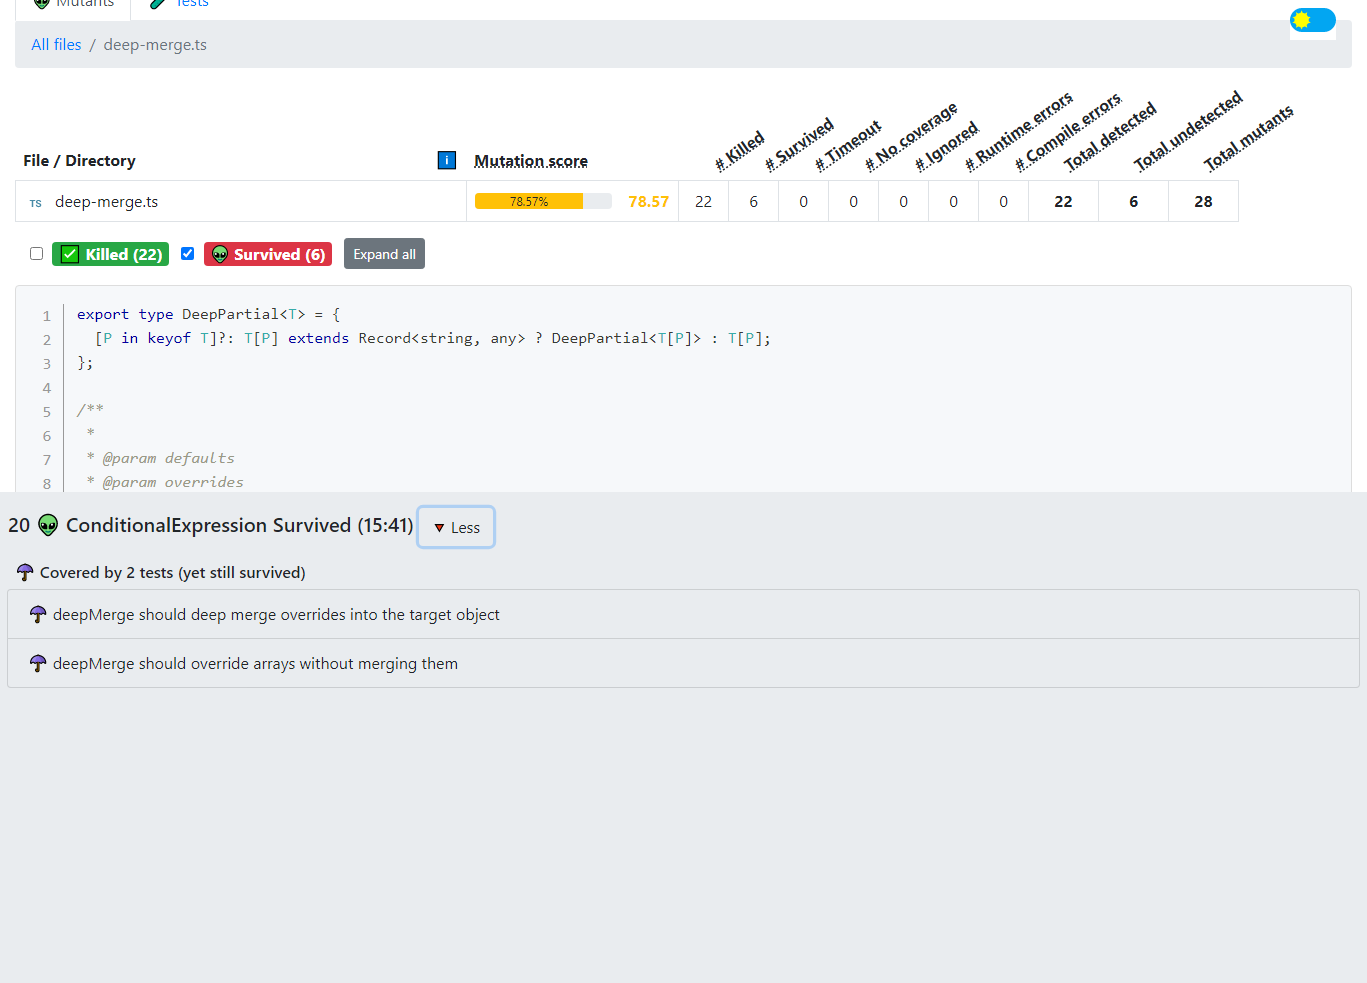 Mutants Tests
All files / deep-merge.ts
File / Directory i Mutation score # Killed # Survived # Timeout # No coverage # Ignored # Runtime errors # Compile errors Total detected Total undetected Total mutants
TS deep-merge.ts 78.57% 78.57 22 6 0 0 0 0 0 22 6 28
Killed (22) Survived (6) Expand all
1 export type DeepPartial<T> = {
2 [P in keyof T]?: T[P] extends Record<string, any> ? DeepPartial<T[P]> : T[P];
3 };
4
5 /**
6 *
7 * @param defaults
8 * @param overrides
20 ConditionalExpression Survived (15:41) Less
Covered by 2 tests (yet still survived)
deepMerge should deep merge overrides into the target object
deepMerge should override arrays without merging them